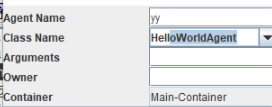 Agent Name yy
Class Name HelloWorldAgent
Arguments
Owner
Container Main-Container